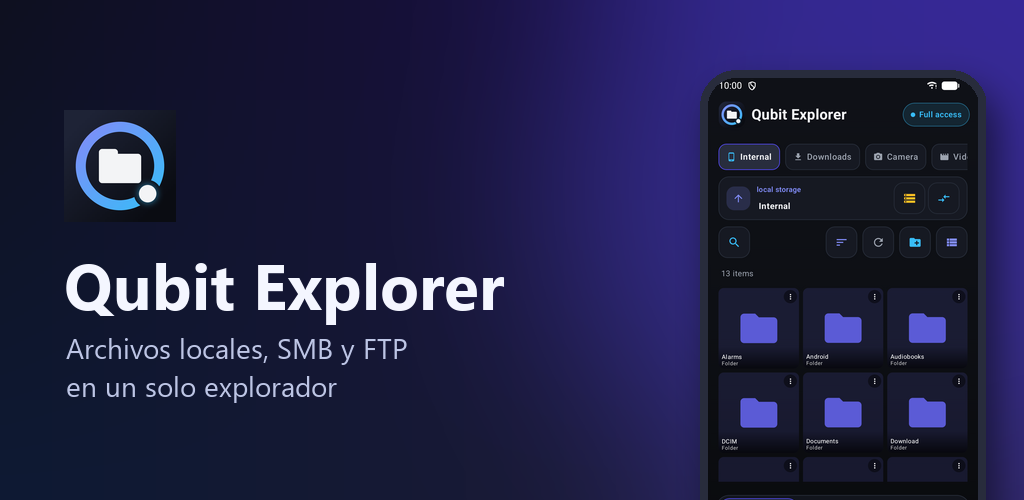 Qubit Explorer
Archivos locales, SMB y FTP
en un solo explorador
10:00
Qubit Explorer
Full access
Internal
Downloads
Camera
Vid
local storage
Internal
13 items
Alarms
Folder
Android
Folder
Audiobooks
Folder
DCIM
Folder
Documents
Folder
Download
Folder